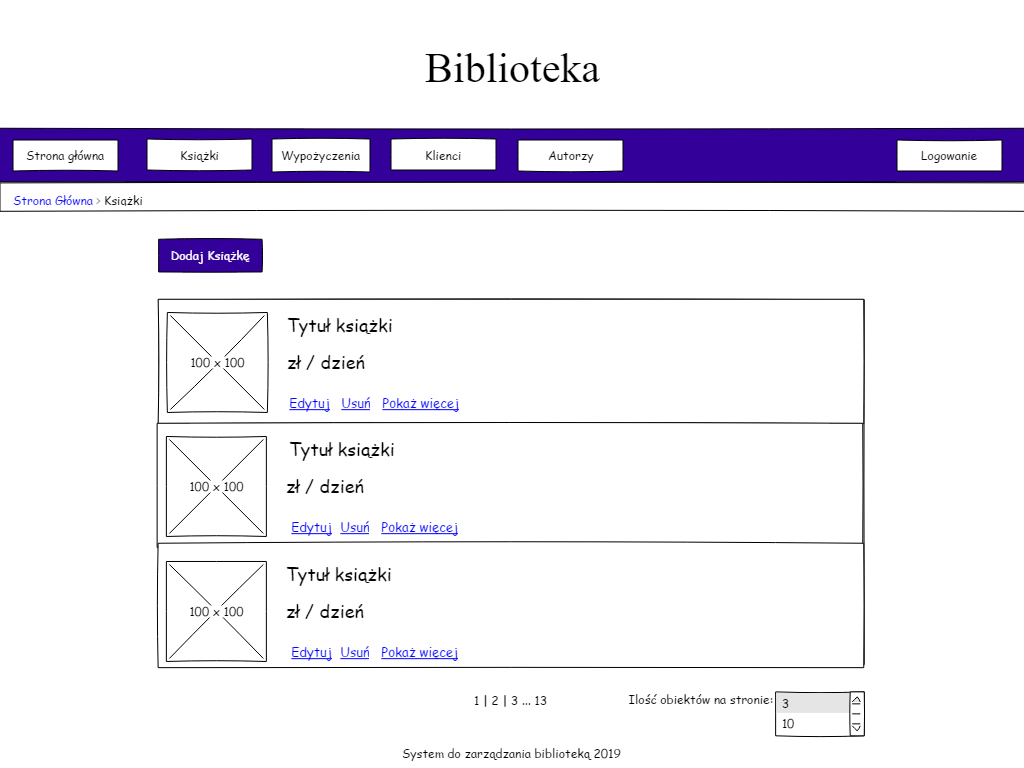 Biblioteka
Strona główna Książki Wypożyczenia Klienci Autorzy Logowanie
Strona Główna > Książki
Dodaj Książkę
100 x 100
Tytuł książki
zł / dzień
Edytuj Usuń Pokaż więcej
100 x 100
Tytuł książki
zł / dzień
Edytuj Usuń Pokaż więcej
100 x 100
Tytuł książki
zł / dzień
Edytuj Usuń Pokaż więcej
1 | 2 | 3 ... 13 Ilość obiektów na stronie: 3
10
System do zarządzania biblioteką 2019